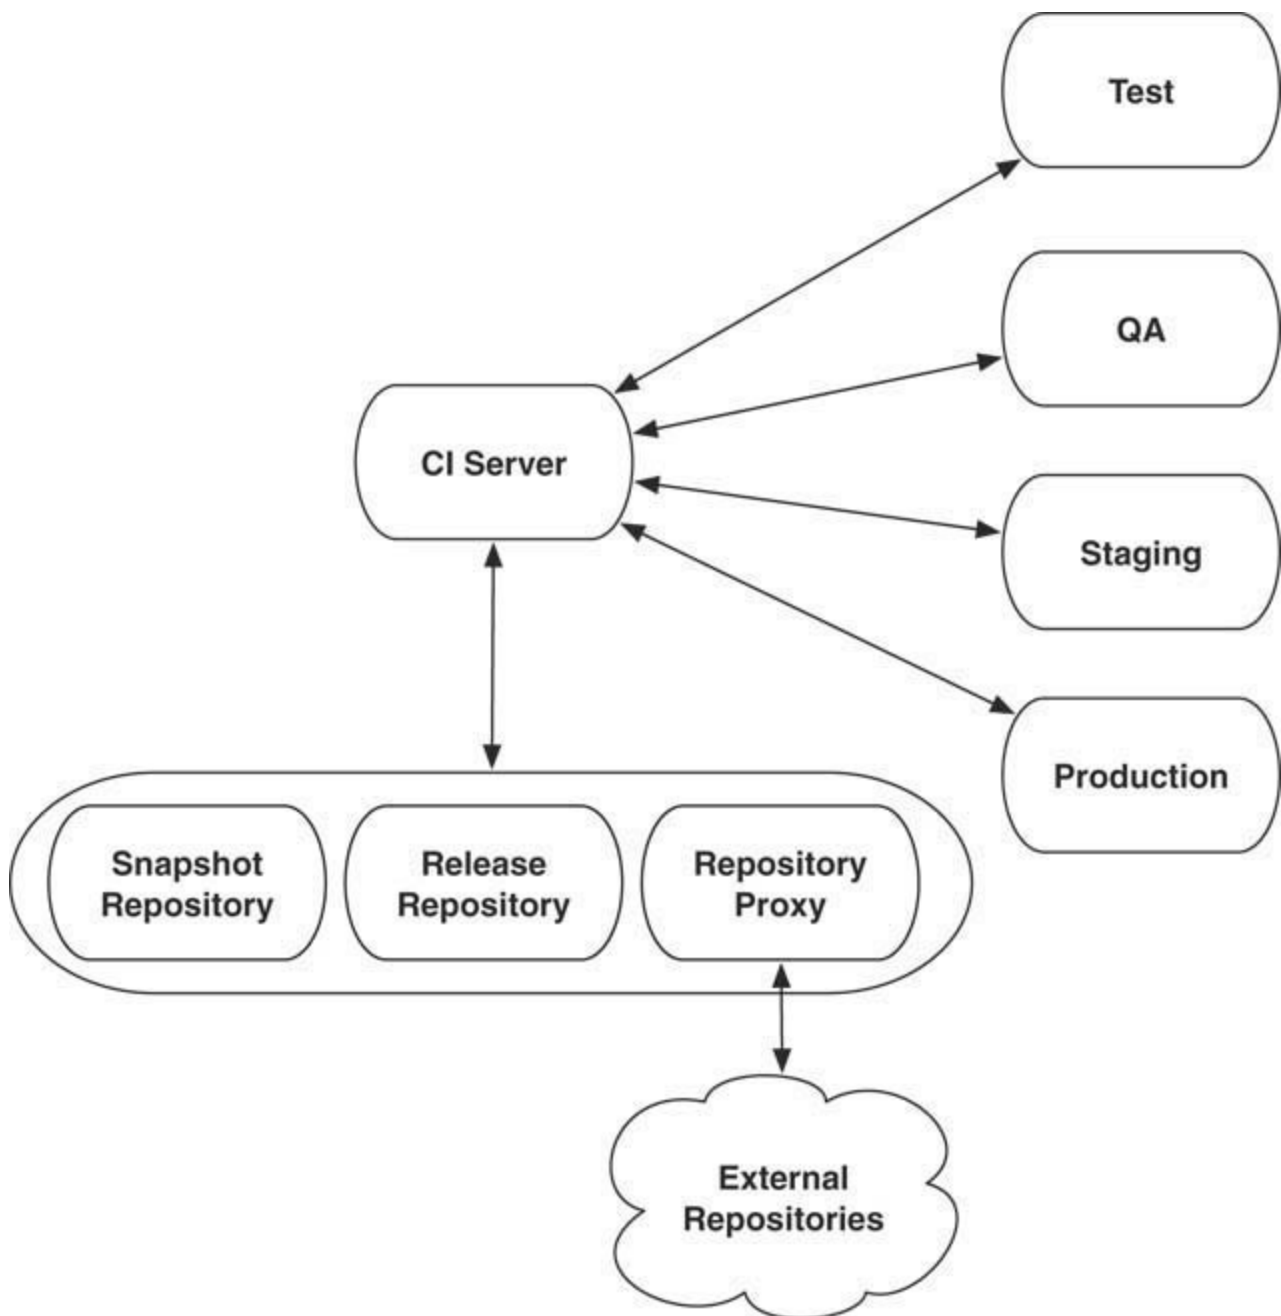 Test
QA
CI Server
Staging
Production
Snapshot
Repository
Release
Repository
Repository
Proxy
External
Repositories